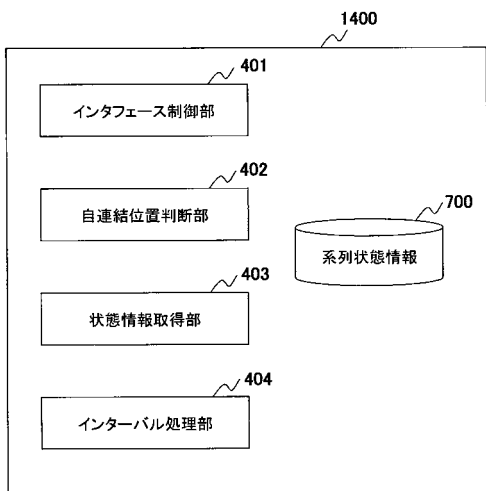 1400
401
インタフェース制御部
402
自連結位置判断部
700
系列状態情報
403
状態情報取得部
404
インターバル処理部